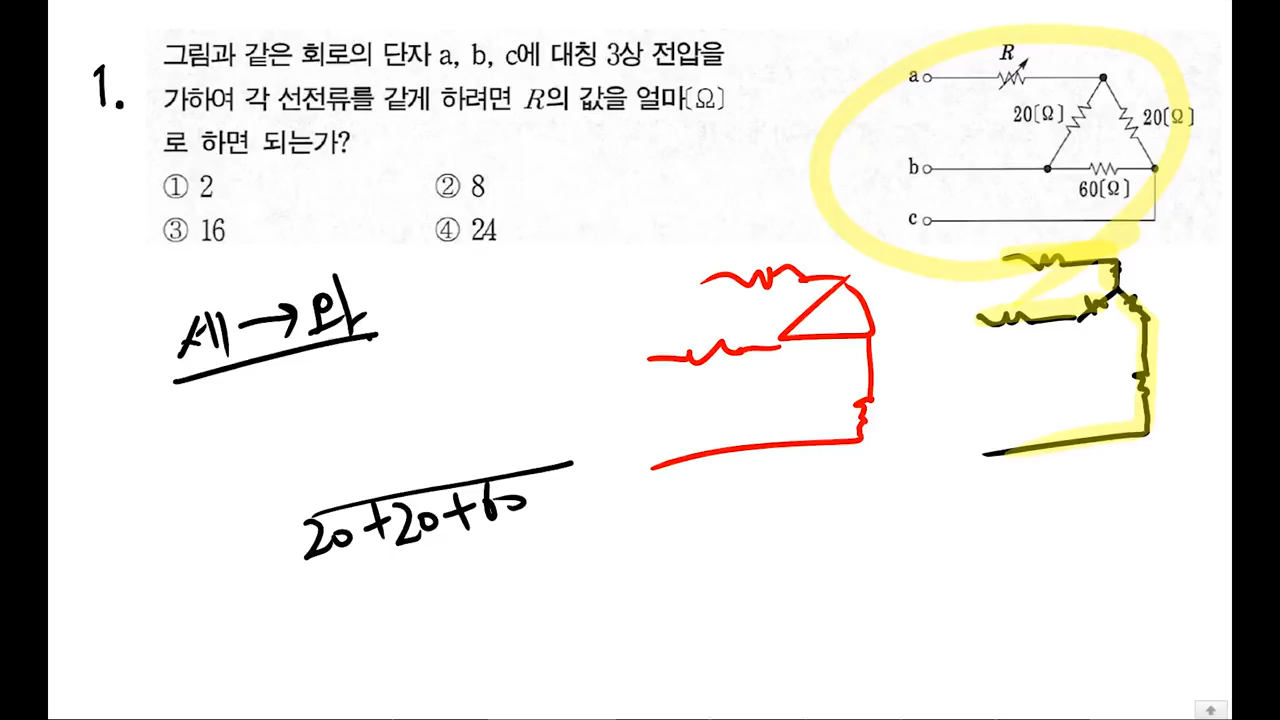 1.
그림과 같은 회로의 단자 a, b, c에 대칭 3상 전압을
가하여 각 선전류를 같게 하려면 R의 값을 얼마[Ω]
로 하면 되는가?
① 2
② 8
③ 16
④ 24
R
a
20[Ω]
20[Ω]
b
60[Ω]
c
세→와
20+20+60